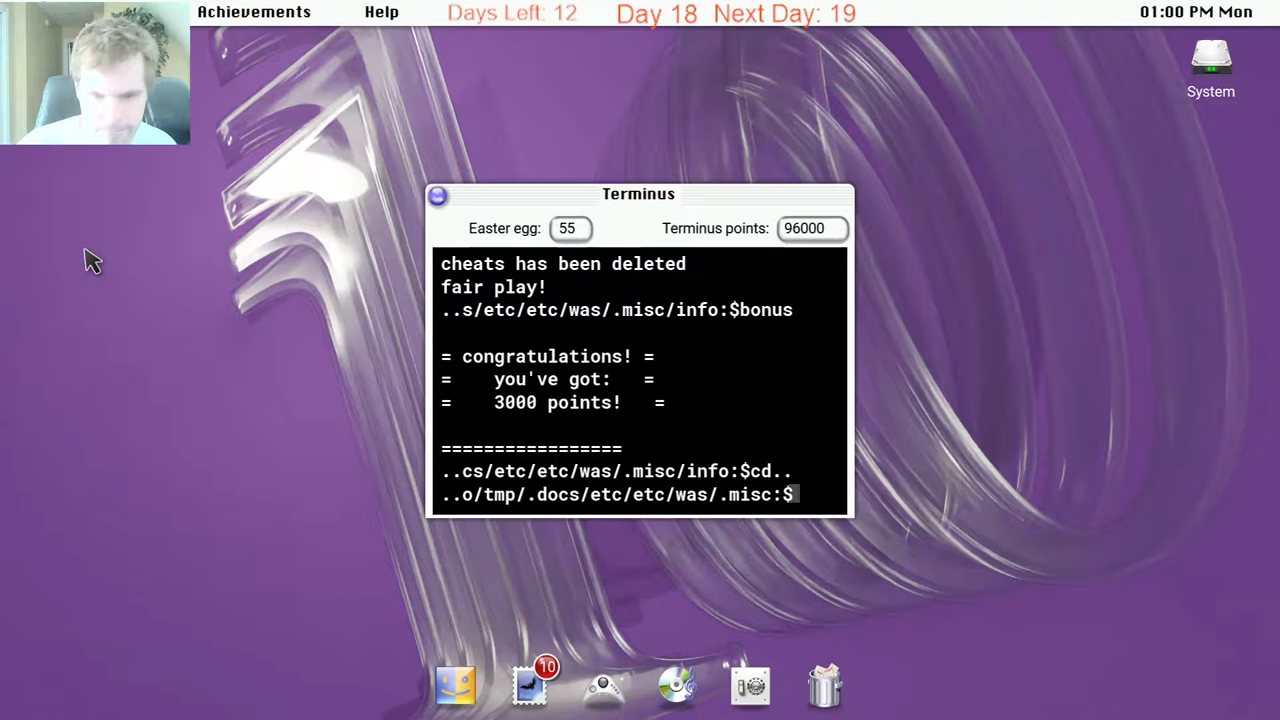 Achievements Help Days Left: 12 Day 18 Next Day: 19 01:00 PM Mon
System
Terminus
Easter egg: 55 Terminus points: 96000
cheats has been deleted
fair play!
..s/etc/etc/was/.misc/info:$bonus
= congratulations! =
= you've got: =
= 3000 points! =
=================
..cs/etc/etc/was/.misc/info:$cd..
..o/tmp/.docs/etc/etc/was/.misc:$
10